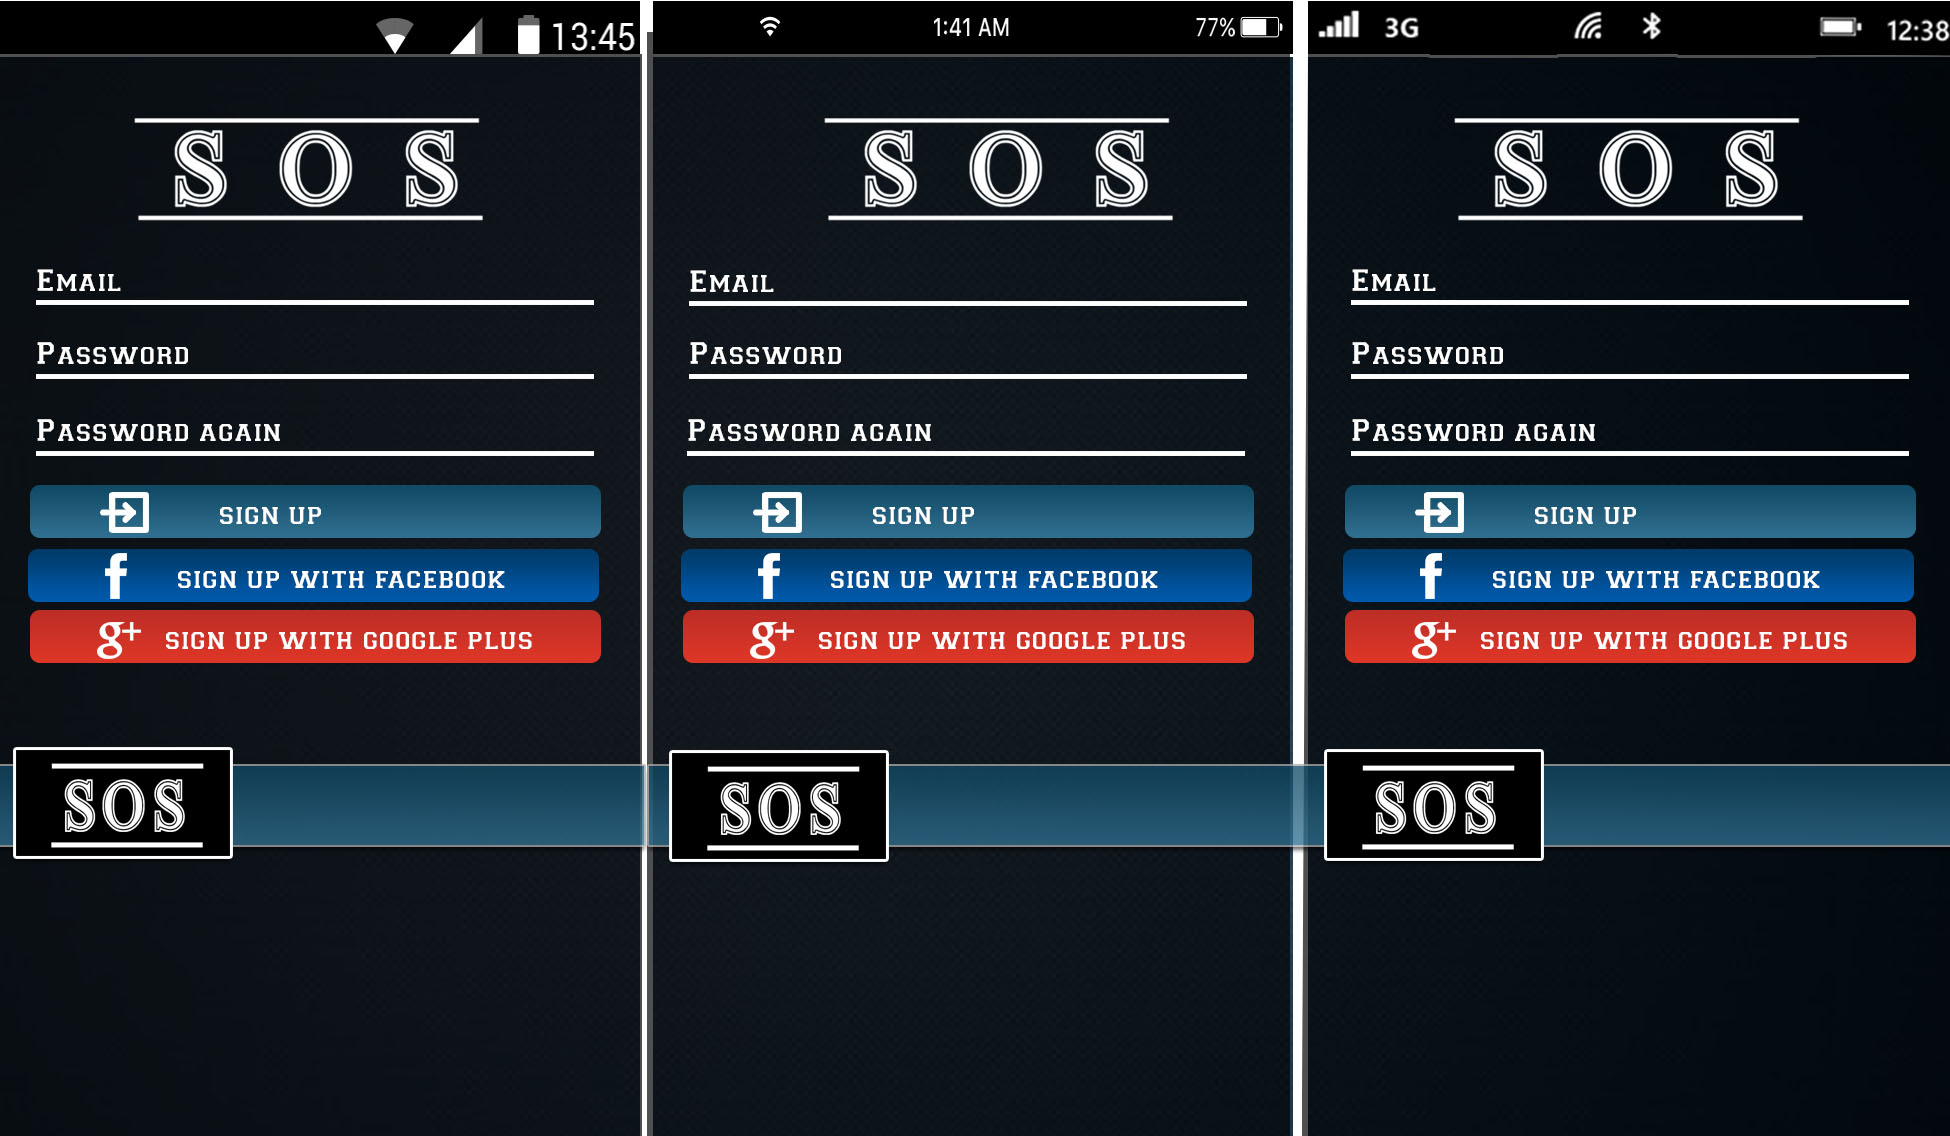 13:45
S O S
Email
Password
Password again
sign up
f sign up with facebook
g+ sign up with google plus
SOS
1:41 AM 77%
S O S
Email
Password
Password again
sign up
f sign up with facebook
g+ sign up with google plus
SOS
3G 12:38
S O S
Email
Password
Password again
sign up
f sign up with facebook
g+ sign up with google plus
SOS